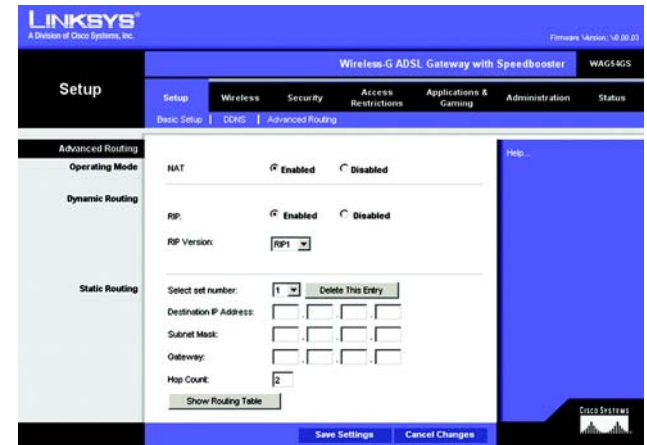 LINKSYS®
A Division of Cisco Systems, Inc.
Firmware Version: V0.00.03
Wireless-G ADSL Gateway with Speedbooster WAG54GS
Setup
Setup Wireless Security Access Restrictions Applications & Gaming Administration Status
Basic Setup | DDNS | Advanced Routing
Advanced Routing
Help...
Operating Mode
NAT Enabled Disabled
Dynamic Routing
RIP: Enabled Disabled
RIP Version: RIP1
Static Routing
Select set number: 1 Delete This Entry
Destination IP Address: . . .
Subnet Mask: . . .
Gateway: . . .
Hop Count: 2
Show Routing Table
Save Settings Cancel Changes
CISCO SYSTEMS